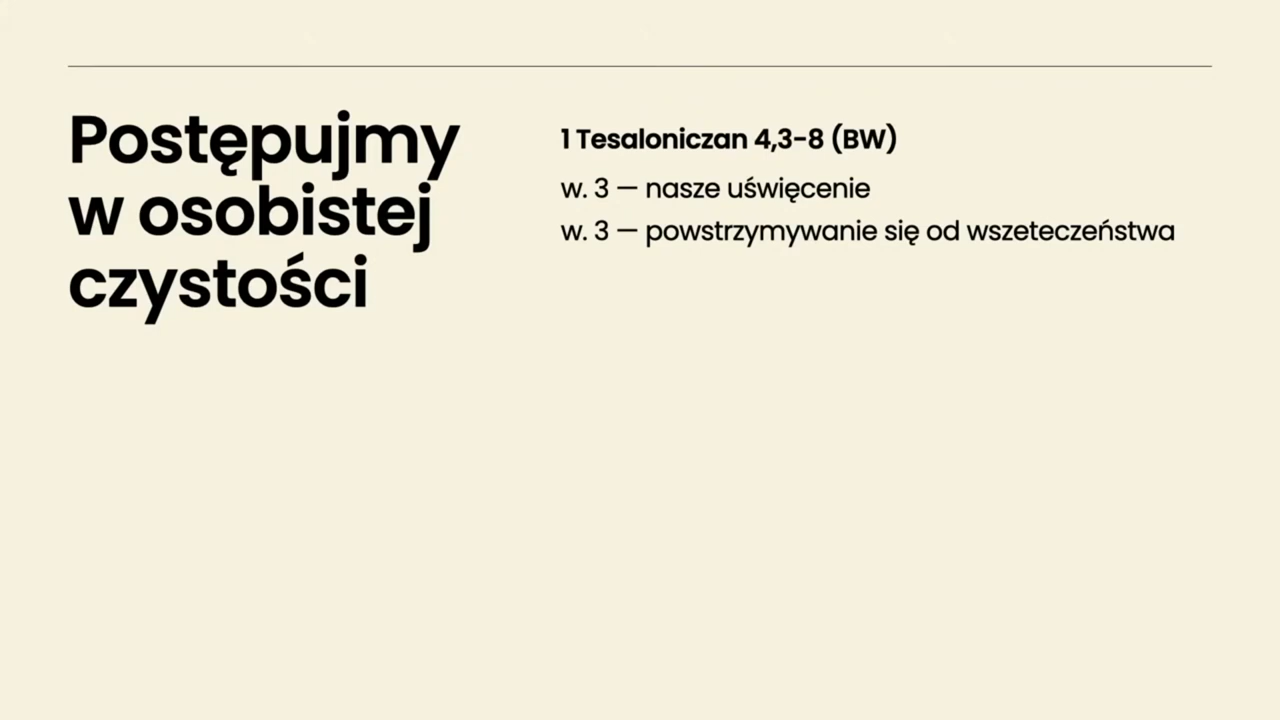 Postępujmy
w osobistej
czystości
1 Tesaloniczan 4,3-8 (BW)
w. 3 — nasze uświęcenie
w. 3 — powstrzymywanie się od wszeteczeństwa